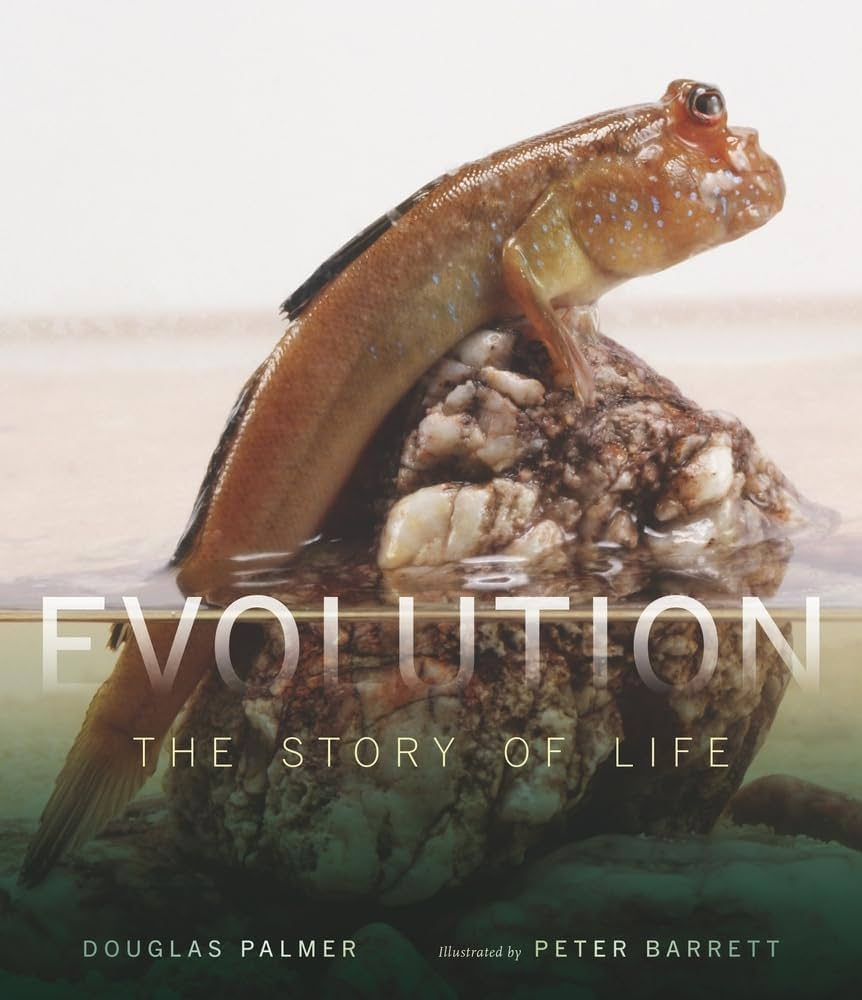 EVOLUTION
THE STORY OF LIFE
DOUGLAS PALMER Illustrated by PETER BARRETT